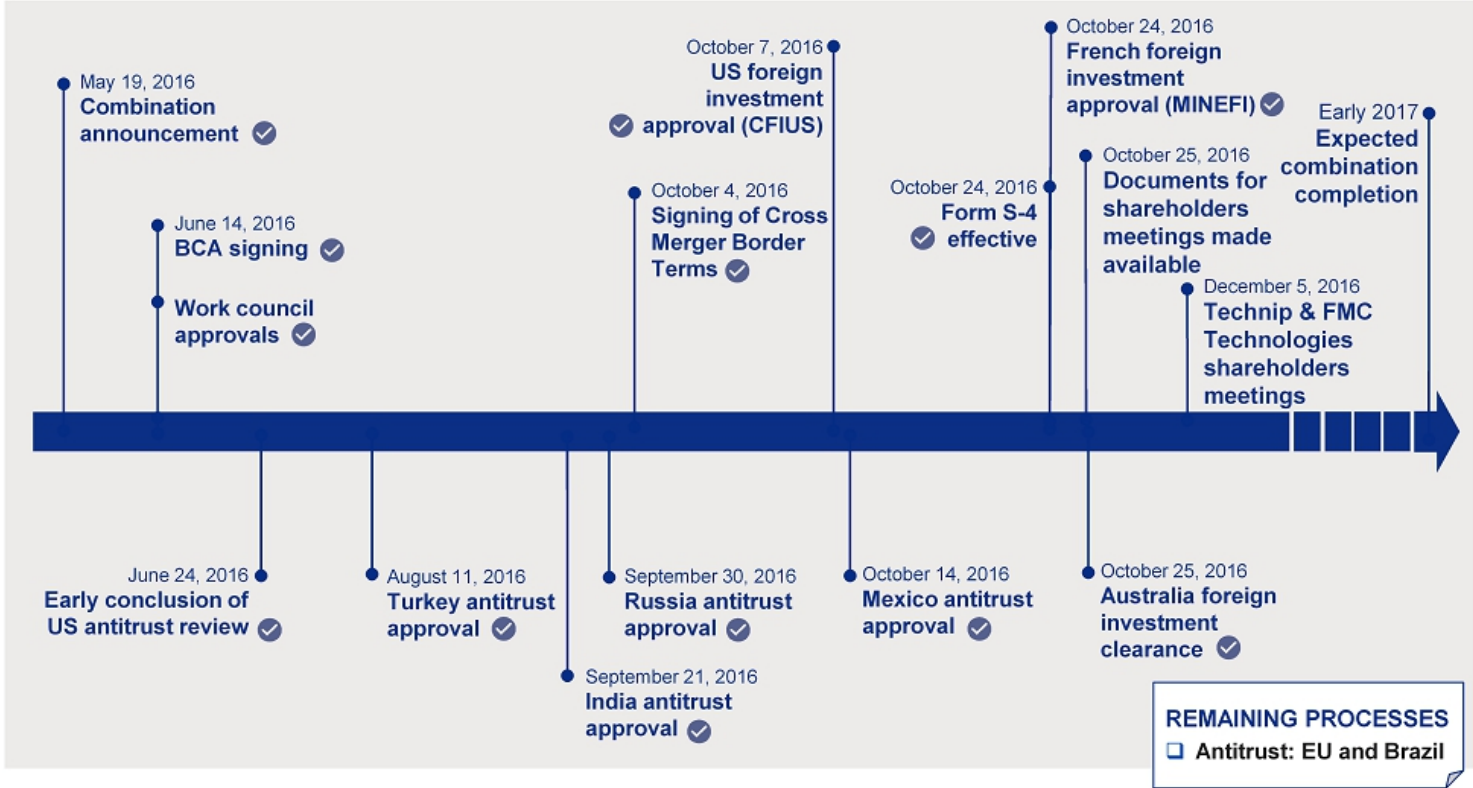 May 19, 2016
Combination
announcement
June 14, 2016
BCA signing
Work council
approvals
October 4, 2016
Signing of Cross
Merger Border
Terms
October 7, 2016
US foreign
investment
approval (CFIUS)
October 24, 2016
Form S-4
effective
October 24, 2016
French foreign
investment
approval (MINEFI)
October 25, 2016
Documents for
shareholders
meetings made
available
December 5, 2016
Technip & FMC
Technologies
shareholders
meetings
Early 2017
Expected
combination
completion
June 24, 2016
Early conclusion of
US antitrust review
August 11, 2016
Turkey antitrust
approval
September 21, 2016
India antitrust
approval
September 30, 2016
Russia antitrust
approval
October 14, 2016
Mexico antitrust
approval
October 25, 2016
Australia foreign
investment
clearance
REMAINING PROCESSES
❑ Antitrust: EU and Brazil